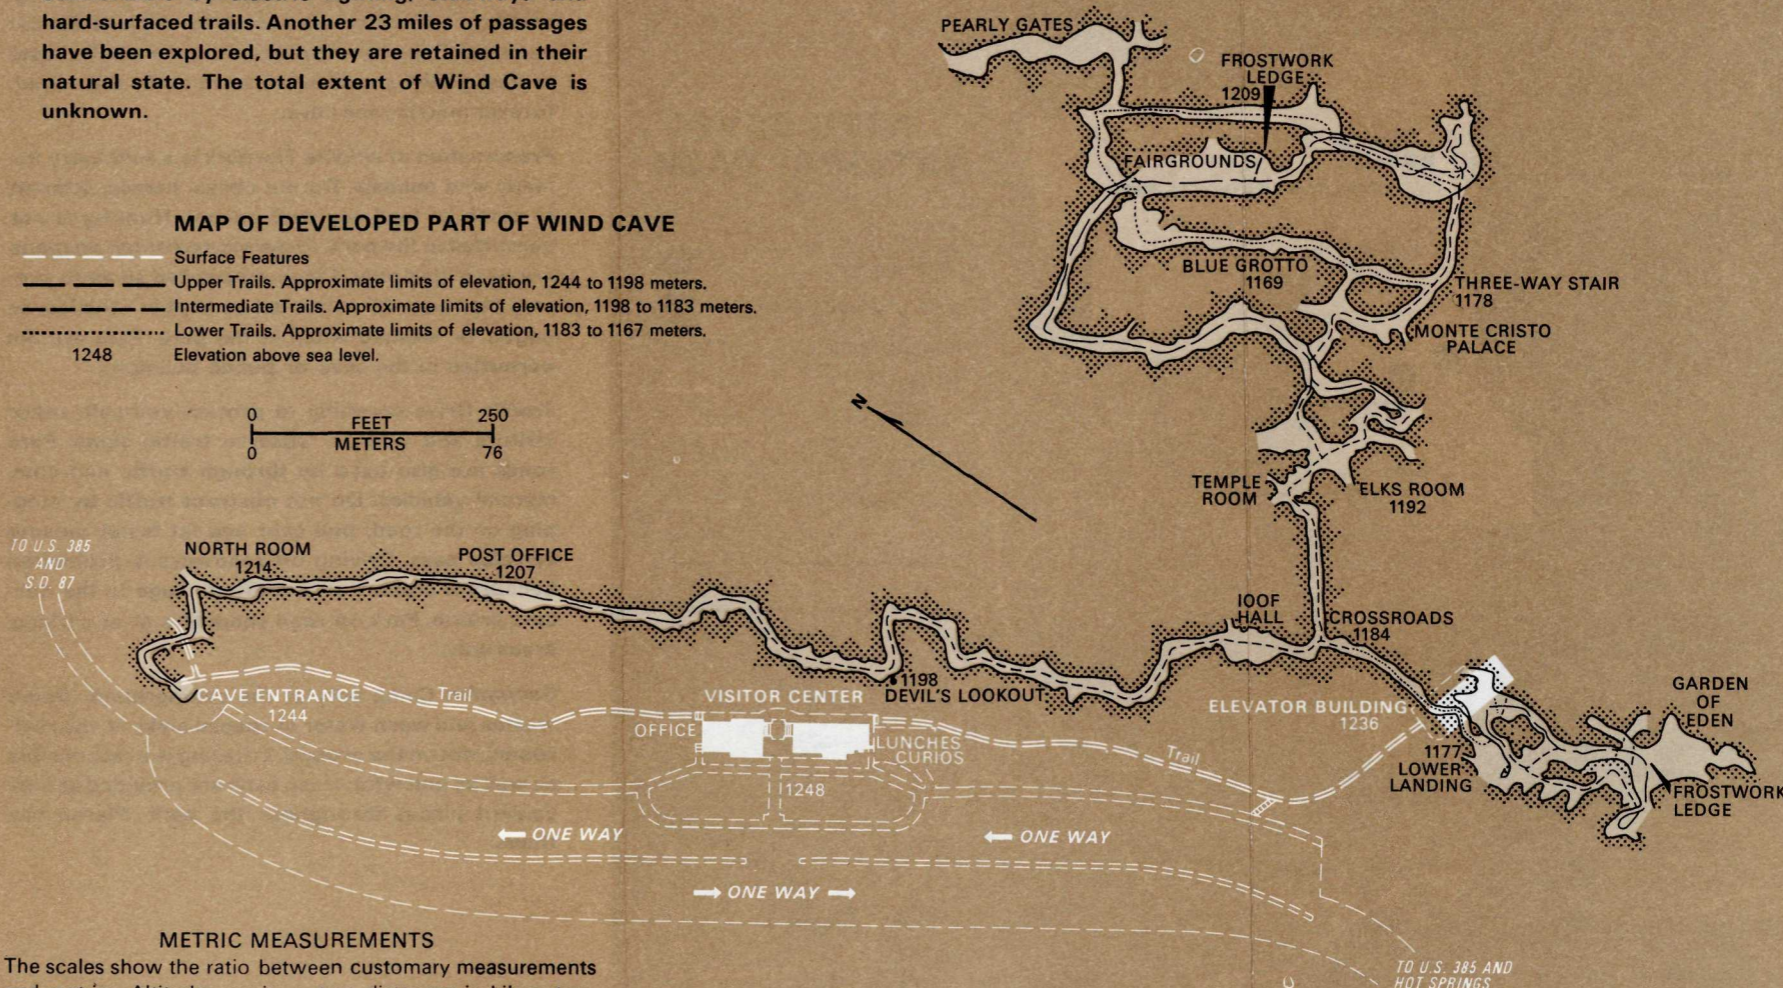 hard-surfaced trails. Another 23 miles of passages
have been explored, but they are retained in their
natural state. The total extent of Wind Cave is
unknown.
MAP OF DEVELOPED PART OF WIND CAVE
Surface Features
Upper Trails. Approximate limits of elevation, 1244 to 1198 meters.
Intermediate Trails. Approximate limits of elevation, 1198 to 1183 meters.
Lower Trails. Approximate limits of elevation, 1183 to 1167 meters.
1248 Elevation above sea level.
0 FEET 250
0 METERS 76
N
PEARLY GATES
FROSTWORK
LEDGE
1209
FAIRGROUNDS
BLUE GROTTO
1169
THREE-WAY STAIR
1178
MONTE CRISTO
PALACE
TEMPLE
ROOM
ELKS ROOM
1192
TO U.S. 385
AND
S.D. 87
NORTH ROOM
1214
POST OFFICE
1207
IOOF
HALL
CROSSROADS
1184
CAVE ENTRANCE
1244
Trail
VISITOR CENTER
OFFICE
LUNCHES
CURIOS
1248
1198
DEVIL'S LOOKOUT
Trail
ELEVATOR BUILDING
1236
1177
LOWER
LANDING
GARDEN
OF
EDEN
FROSTWORK
LEDGE
ONE WAY
ONE WAY
ONE WAY
TO U.S. 385 AND
HOT SPRINGS
METRIC MEASUREMENTS
The scales show the ratio between customary measurements